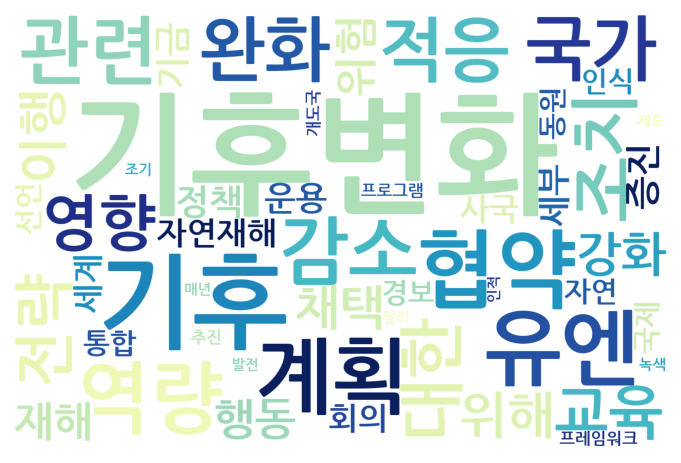 관련
기금
완화
위험
적응
국가
인식
이행
기후변화
개도국
동원
조치
제도
조기
증진
선언
정책
운용
프로그램
사국
세부
영향
자연재해
감소
협약
강화
세계
기후
매년
채택
경보
인적
자연
전략
통합
추진
달리
유엔
국제
발전
계획
대한
녹색
역량
재해
행동
회의
위해
교육
프레임워크